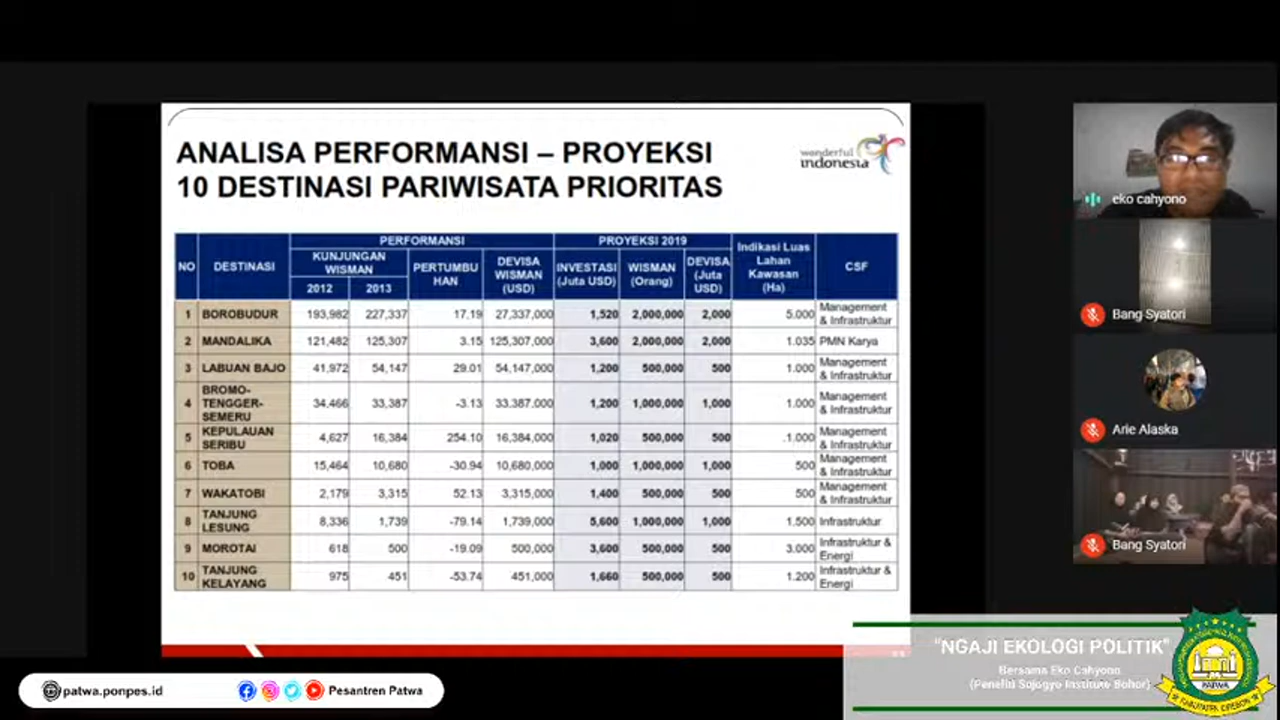 ANALISA PERFORMANSI – PROYEKSI
10 DESTINASI PARIWISATA PRIORITAS
wonderful
indonesia
NO DESTINASI PERFORMANSI PROYEKSI 2019 Indikasi Luas Lahan Kawasan (Ha) CSF
KUNJUNGAN WISMAN PERTUMBUHAN DEVISA WISMAN (USD) INVESTASI (Juta USD) WISMAN (Orang) DEVISA (Juta USD)
2012 2013
1 BOROBUDUR 193,982 227,337 17.19 27,337,000 1,520 2,000,000 2,000 5.000 Management & Infrastruktur
2 MANDALIKA 121,482 125,307 3.15 125,307,000 3,600 2,000,000 2,000 1.035 PMN Karya
3 LABUAN BAJO 41,972 54,147 29.01 54,147,000 1,200 500,000 500 1.000 Management & Infrastruktur
4 BROMO-TENGGER-SEMERU 34,466 33,387 -3.13 33.387,000 1,200 1,000,000 1,000 1.000 Management & Infrastruktur
5 KEPULAUAN SERIBU 4,627 16,384 254.10 16,384,000 1,020 500,000 500 .1.000 Management & Infrastruktur
6 TOBA 15,464 10,680 -30.94 10,680,000 1,000 1,000,000 1,000 500 Management & Infrastruktur
7 WAKATOBI 2,179 3,315 52.13 3,315,000 1,400 500,000 500 500 Management & Infrastruktur
8 TANJUNG LESUNG 8,336 1,739 -79.14 1,739,000 5,600 1,000,000 1,000 1.500 Infrastruktur
9 MOROTAI 618 500 -19.09 500,000 3,600 500,000 500 3.000 Infrastruktur & Energi
10 TANJUNG KELAYANG 975 451 -53.74 451,000 1,660 500,000 500 1.200 Infrastruktur & Energi
eko cahyono
Bang Syatori
Arie Alaska
Bang Syatori
"NGAJI EKOLOGI POLITIK"
Bersama Eko Cahyono
(Peneliti Sajogyo Institute Bohor)
PATWA
KABUPATEN CIREBON
patwa.ponpes.id
Pesantren Patwa